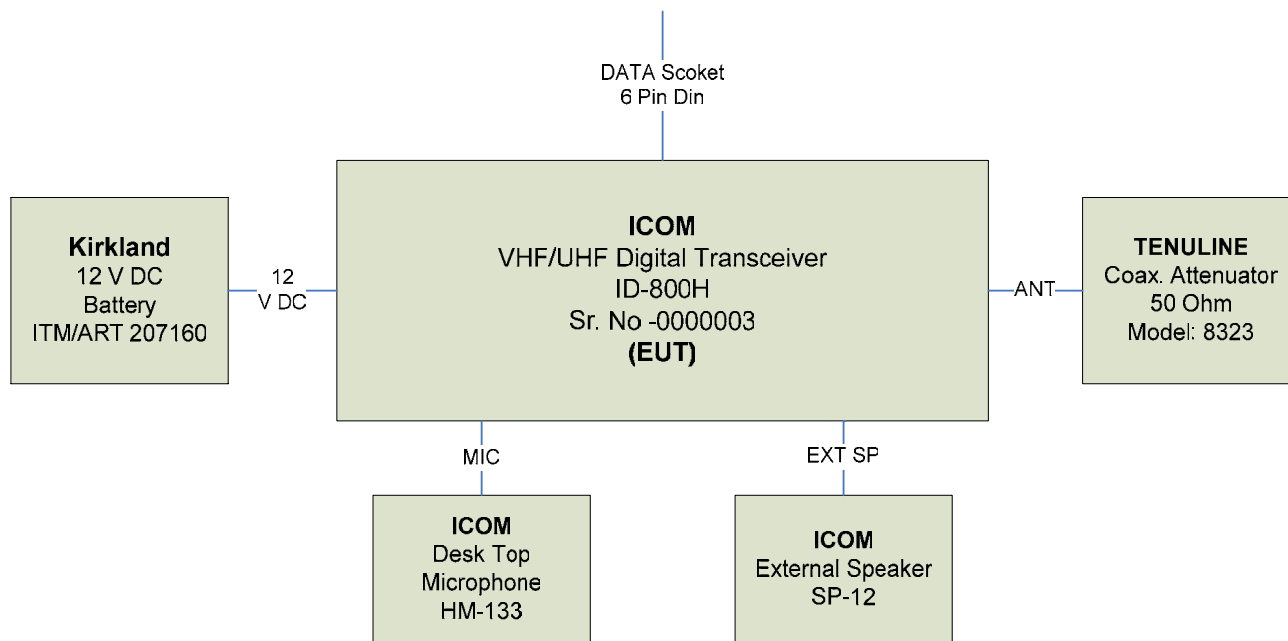 DATA Scoket
6 Pin Din
ICOM
VHF/UHF Digital Transceiver
ID-800H
Sr. No -0000003
(EUT)
Kirkland
12 V DC
Battery
ITM/ART 207160
12
V DC
ANT
TENULINE
Coax. Attenuator
50 Ohm
Model: 8323
MIC
EXT SP
ICOM
Desk Top
Microphone
HM-133
ICOM
External Speaker
SP-12